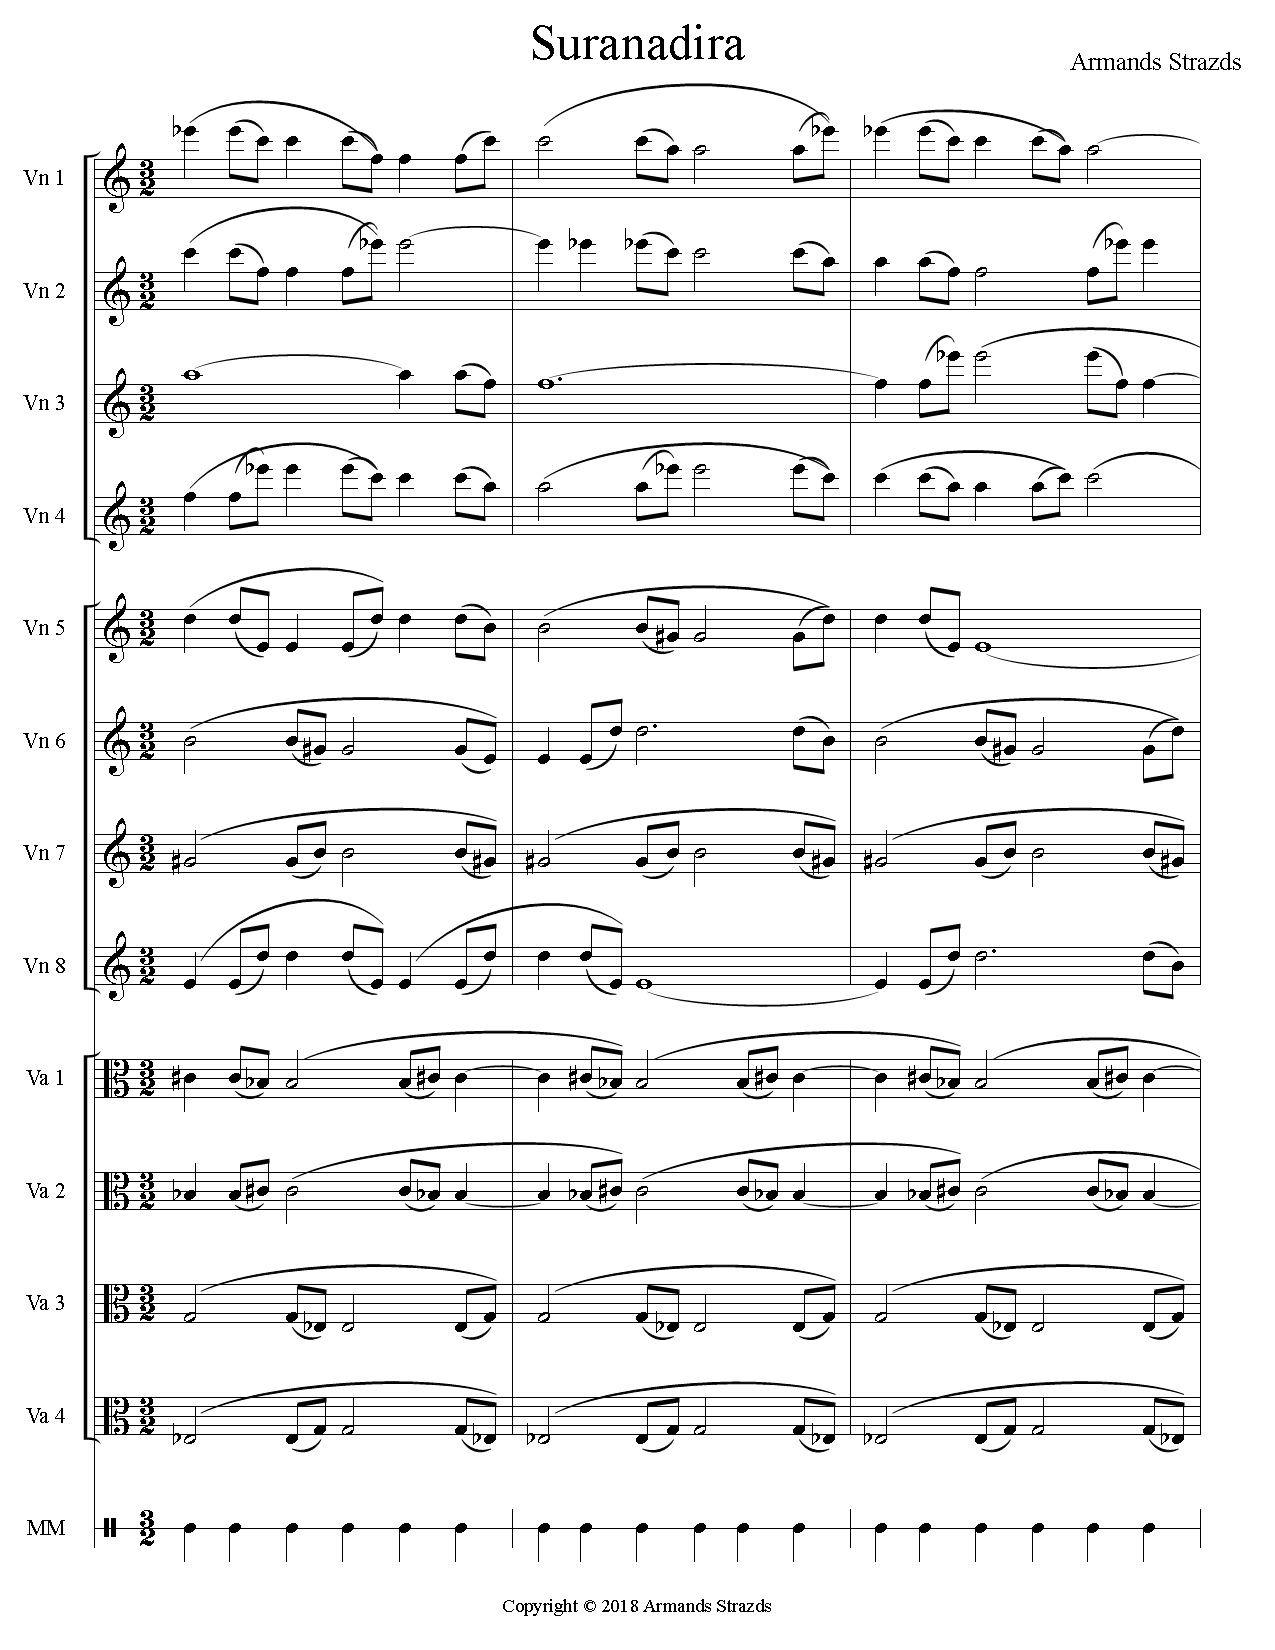 Suranadira
Armands Strazds
Vn 1
Vn 2
Vn 3
Vn 4
Vn 5
Vn 6
Vn 7
Vn 8
Va 1
Va 2
Va 3
Va 4
MM
Copyright © 2018 Armands Strazds